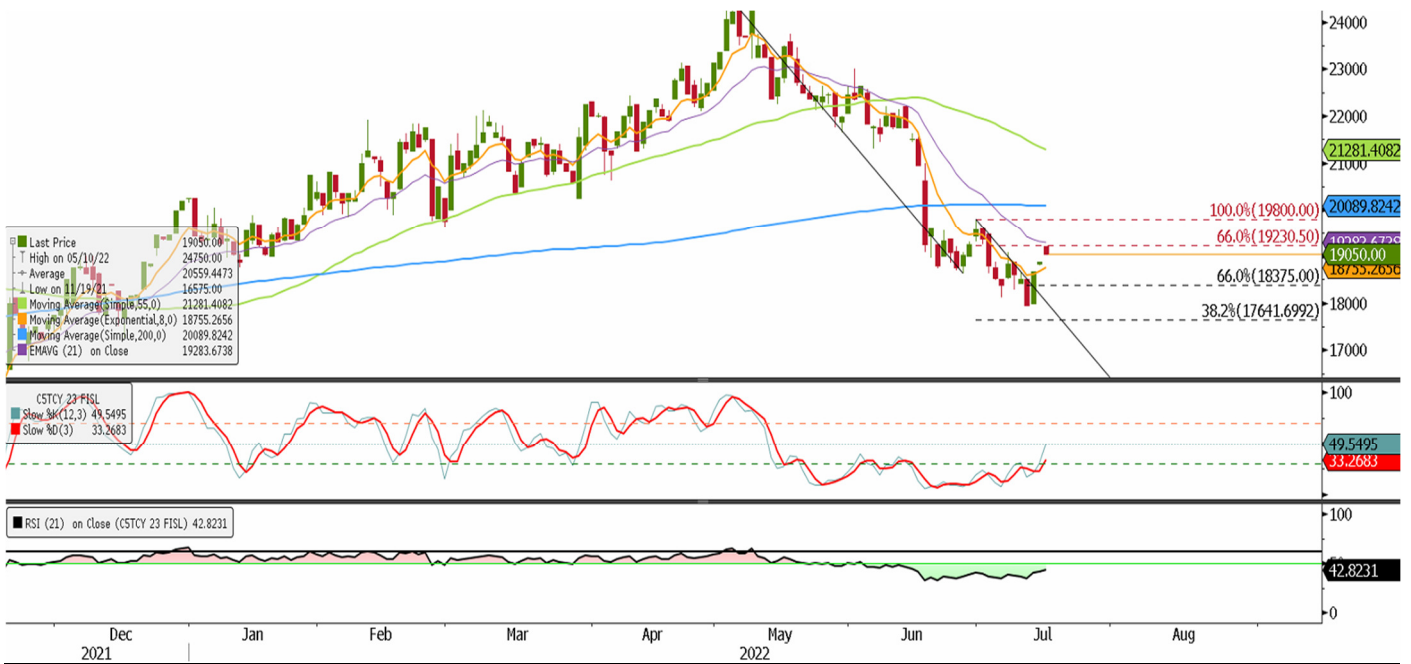 24000
23000
22000
21281.4082
21000
20089.8242
100.0%(19800.00)
66.0%(19230.50)
19050.00
18755.2656
66.0%(18375.00)
18000
38.2%(17641.6992)
17000
Last Price 19050.00
High on 05/10/22 24750.00
Average 20559.4473
Low on 11/19/21 16575.00
Moving Average(Simple,55,0) 21281.4082
Moving Average(Exponential,8,0) 18755.2656
Moving Average(Simple,200,0) 20089.8242
EMAVG (21) on Close 19283.6738
100
C5TCY 23 FISL
Slow %K(12,3) 49.5495
Slow %D(3) 33.2683
49.5495
33.2683
RSI (21) on Close (C5TCY 23 FISL) 42.8231
100
42.8231
0
Dec Jan Feb Mar Apr May Jun Jul Aug
2021 2022